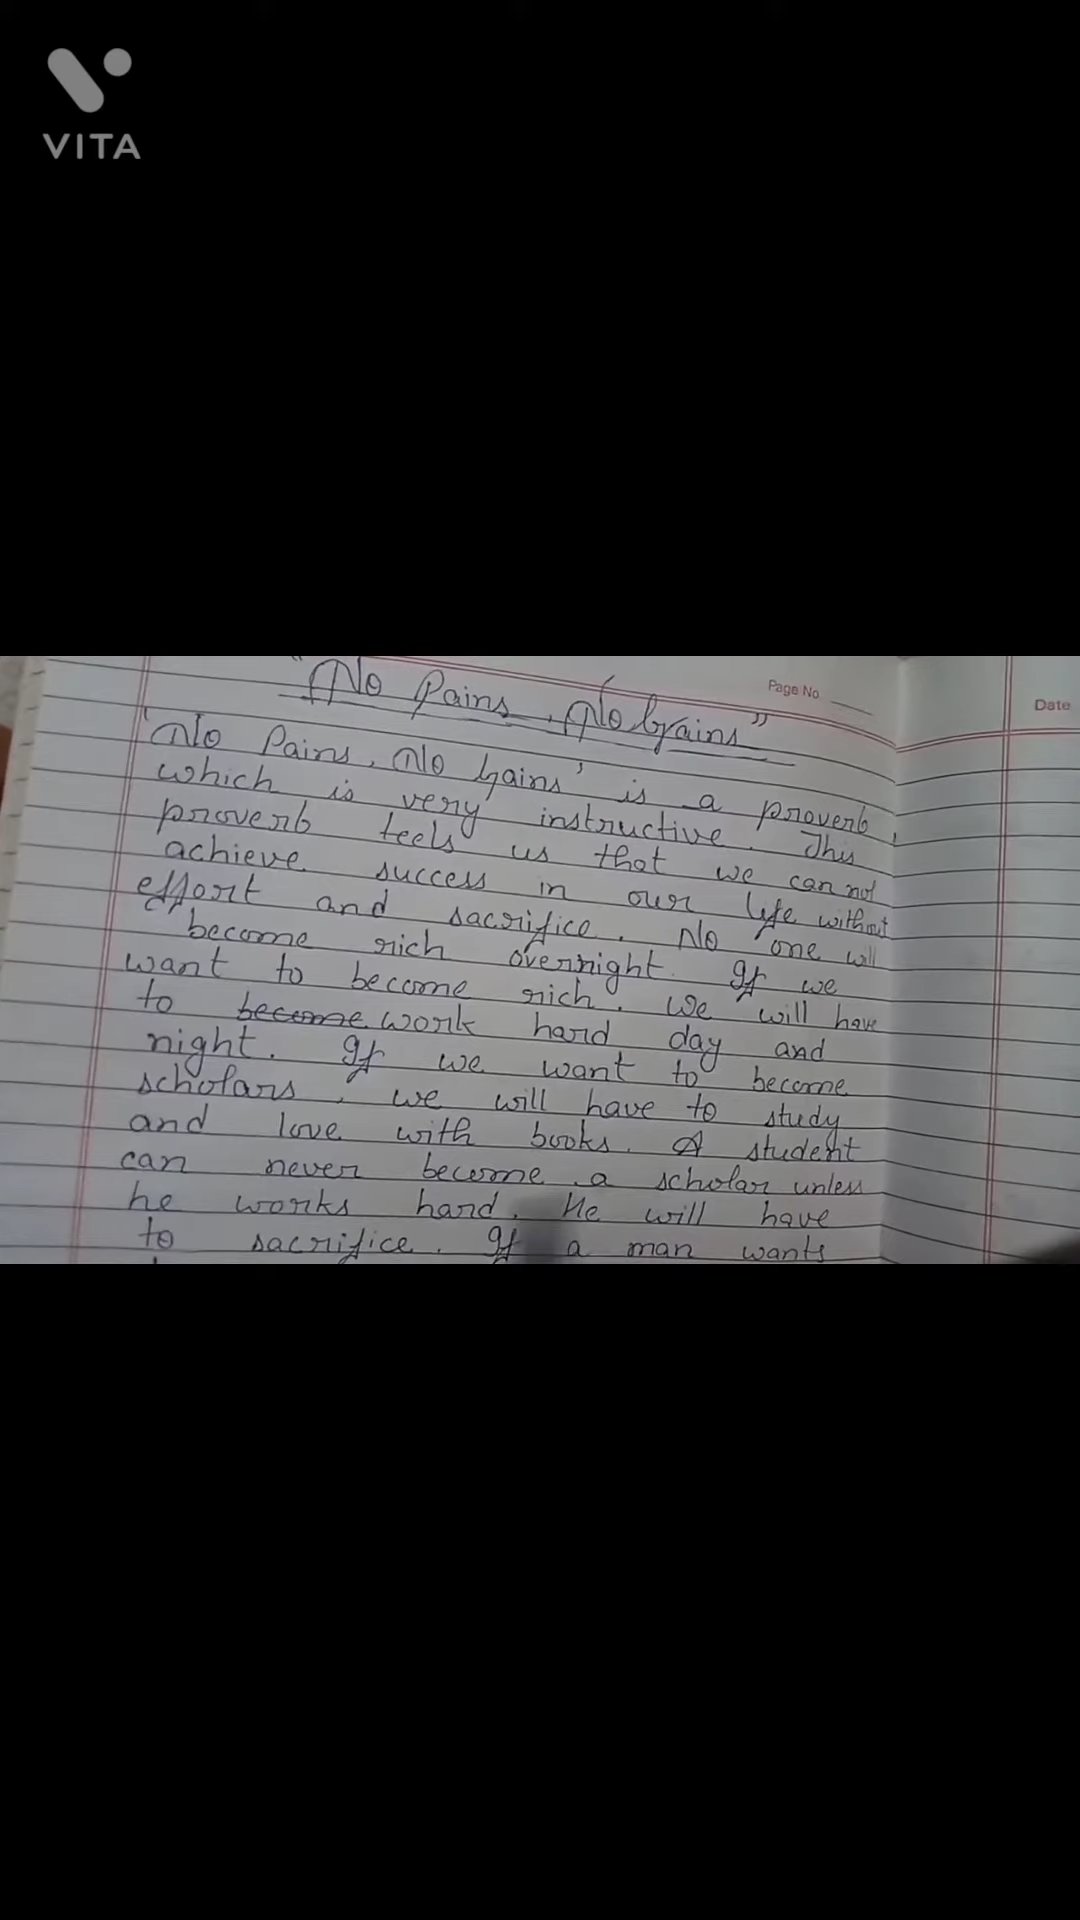 VITA
Page No
Date
"No Pains, No Gains"
'No Pains, No Gains' is a proverb,
which is very instructive. This
proverb teels us that we can not
achieve success in our life without
effort and sacrifice. No one will
become rich overnight. If we
want to become rich, we will have
to become work hard day and
night. If we want to become
scholars, we will have to study
and love with books. A student
can never become a scholar unless
he works hard. He will have
to sacrifice. If a man wants